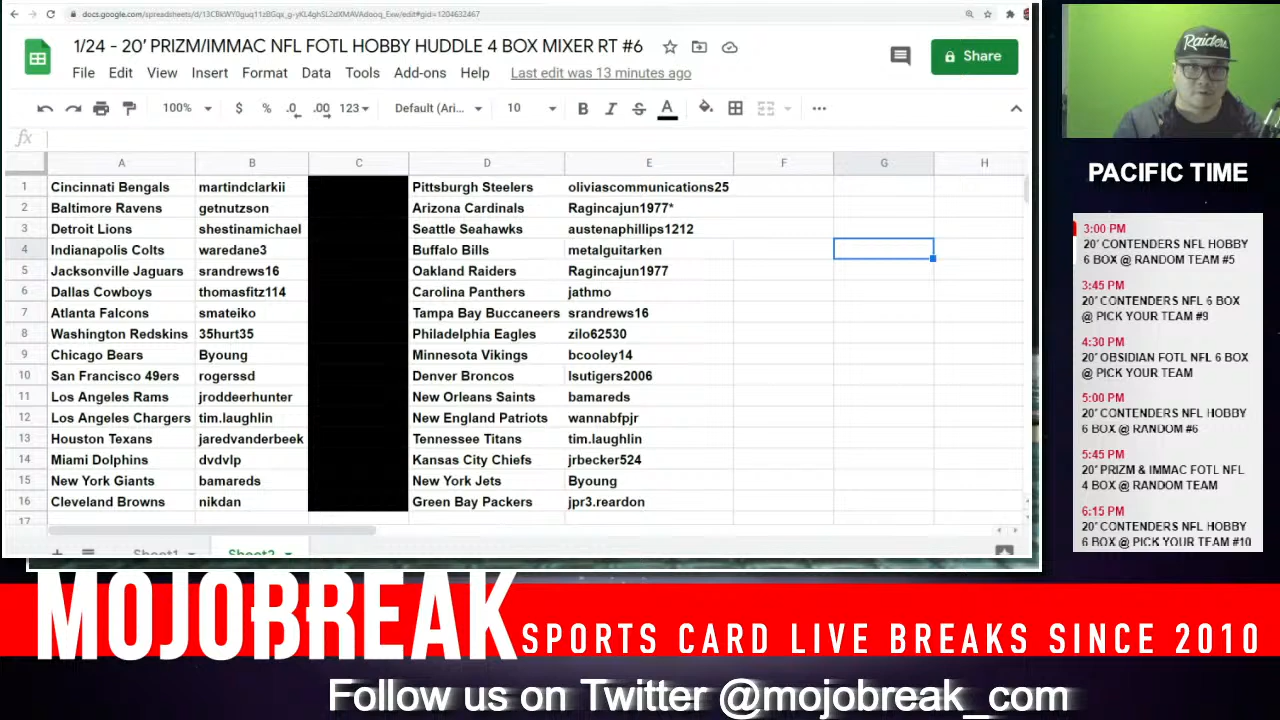 docs.google.com/spreadsheets/d/
1/24 - 20’ PRIZM/IMMAC NFL FOTL HOBBY HUDDLE 4 BOX MIXER RT #6
Share
File Edit View Insert Format Data Tools Add-ons Help Last edit was 13 minutes ago
100% $ % .0 .00 123 Default (Ari... 10 B I S A
fx
A B C D E F G H
1 Cincinnati Bengals martindclarkii Pittsburgh Steelers oliviascommunications25
2 Baltimore Ravens getnutzson Arizona Cardinals Ragincajun1977*
3 Detroit Lions shestinamichael Seattle Seahawks austenaphillips1212
4 Indianapolis Colts waredane3 Buffalo Bills metalguitarken
5 Jacksonville Jaguars srandrews16 Oakland Raiders Ragincajun1977
6 Dallas Cowboys thomasfitz114 Carolina Panthers jathmo
7 Atlanta Falcons smateiko Tampa Bay Buccaneers srandrews16
8 Washington Redskins 35hurt35 Philadelphia Eagles zilo62530
9 Chicago Bears Byoung Minnesota Vikings bcooley14
10 San Francisco 49ers rogerssd Denver Broncos lsutigers2006
11 Los Angeles Rams jroddeerhunter New Orleans Saints bamareds
12 Los Angeles Chargers tim.laughlin New England Patriots wannabfpjr
13 Houston Texans jaredvanderbeek Tennessee Titans tim.laughlin
14 Miami Dolphins dvdvlp Kansas City Chiefs jrbecker524
15 New York Giants bamareds New York Jets Byoung
16 Cleveland Browns nikdan Green Bay Packers jpr3.reardon
17
Sheet1 Sheet2
Raiders
PACIFIC TIME
3:00 PM
20' CONTENDERS NFL HOBBY
6 BOX @ RANDOM TEAM #5
3:45 PM
20' CONTENDERS NFL 6 BOX
@ PICK YOUR TEAM #9
4:30 PM
20' OBSIDIAN FOTL NFL 6 BOX
@ PICK YOUR TEAM
5:00 PM
20' CONTENDERS NFL HOBBY
6 BOX @ RANDOM #6
5:45 PM
20' PRIZM & IMMAC FOTL NFL
4 BOX @ RANDOM TEAM
6:15 PM
20' CONTENDERS NFL HOBBY
6 BOX @ PICK YOUR TEAM #10
MOJOBREAK
SPORTS CARD LIVE BREAKS SINCE 2010
Follow us on Twitter @mojobreak_com